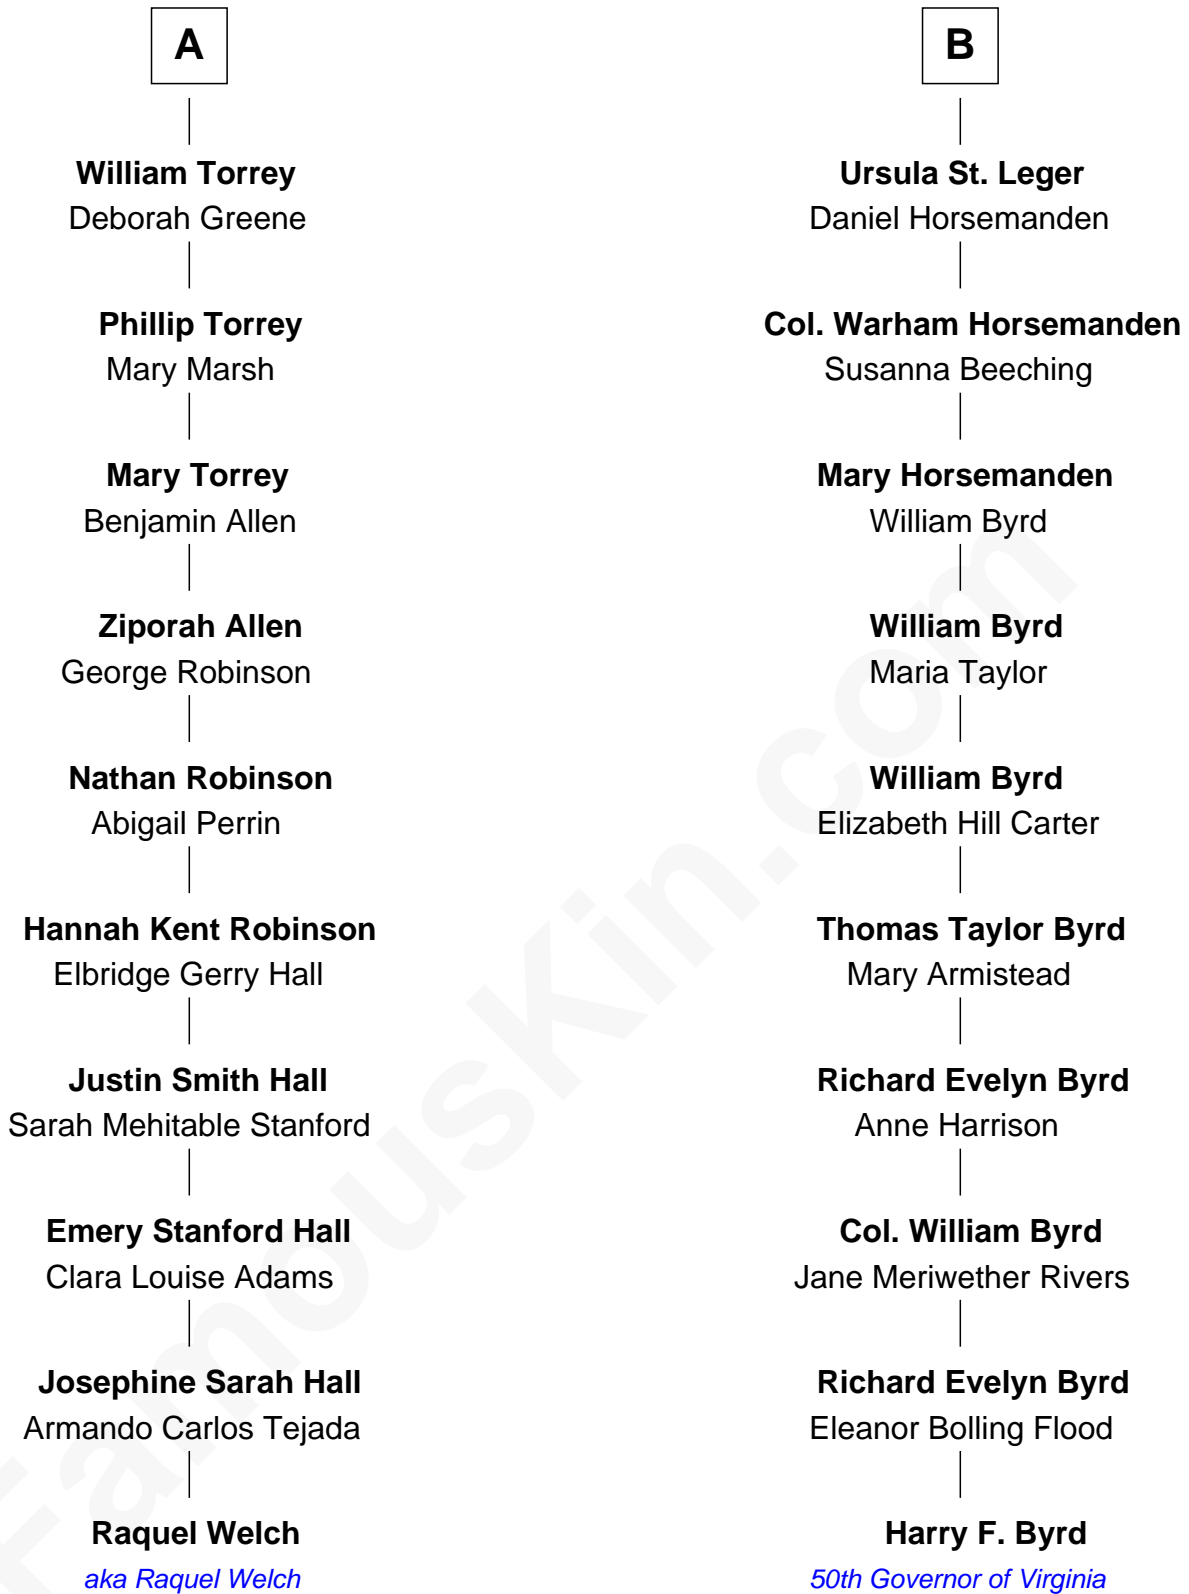 A
William Torrey
Deborah Greene
Phillip Torrey
Mary Marsh
Mary Torrey
Benjamin Allen
Ziporah Allen
George Robinson
Nathan Robinson
Abigail Perrin
Hannah Kent Robinson
Elbridge Gerry Hall
Justin Smith Hall
Sarah Mehitable Stanford
Emery Stanford Hall
Clara Louise Adams
Josephine Sarah Hall
Armando Carlos Tejada
Raquel Welch
aka Raquel Welch
B
Ursula St. Leger
Daniel Horsemanden
Col. Warham Horsemanden
Susanna Beeching
Mary Horsemanden
William Byrd
William Byrd
Maria Taylor
William Byrd
Elizabeth Hill Carter
Thomas Taylor Byrd
Mary Armistead
Richard Evelyn Byrd
Anne Harrison
Col. William Byrd
Jane Meriwether Rivers
Richard Evelyn Byrd
Eleanor Bolling Flood
Harry F. Byrd
50th Governor of Virginia
FamousKin.com